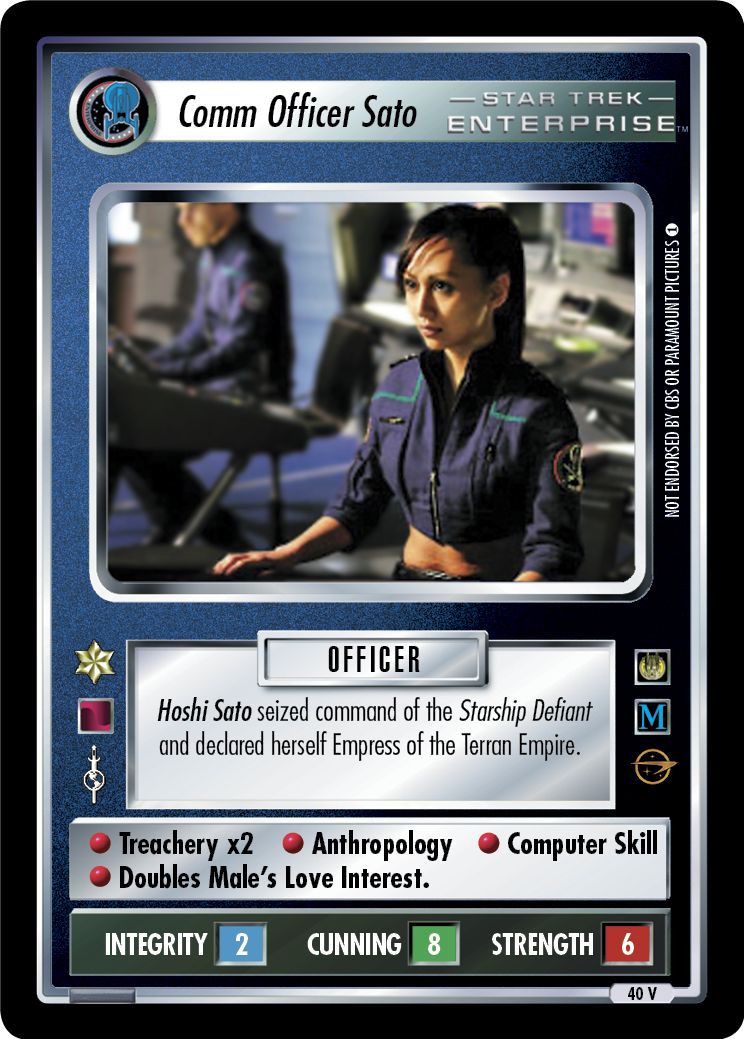 Comm Officer Sato
STAR TREK
ENTERPRISE™
NOT ENDORSED BY CBS OR PARAMOUNT PICTURES 1
OFFICER
Hoshi Sato seized command of the Starship Defiant
and declared herself Empress of the Terran Empire.
M
Treachery x2 Anthropology Computer Skill
Doubles Male's Love Interest.
INTEGRITY 2 CUNNING 8 STRENGTH 6
40 V